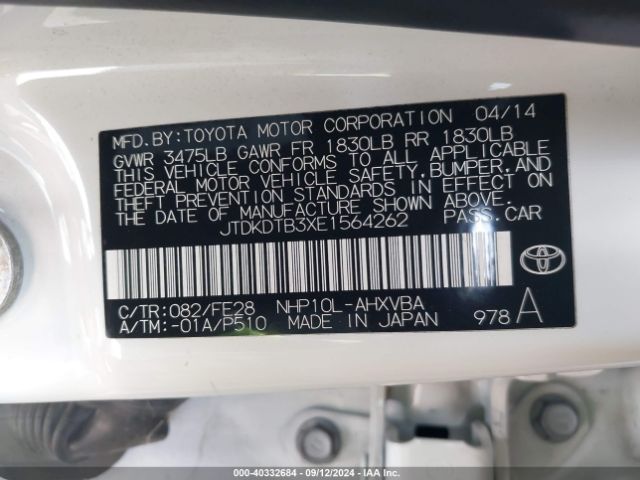 MFD.BY:TOYOTA MOTOR CORPORATION 04/14
GVWR 3475LB GAWR FR 1830LB RR 1830LB
THIS VEHICLE CONFORMS TO ALL APPLICABLE
FEDERAL MOTOR VEHICLE SAFETY,BUMPER,AND
THEFT PREVENTION STANDARDS IN EFFECT ON
THE DATE OF MANUFACTURE SHOWN ABOVE.
JTDKDTB3XE1564262 PASS.CAR
C/TR:082/FE28 NHP10L-AHXVBA
A/TM:-01A/P510 MADE IN JAPAN 978 A
000-40332684 - 09/12/2024 - IAA Inc.